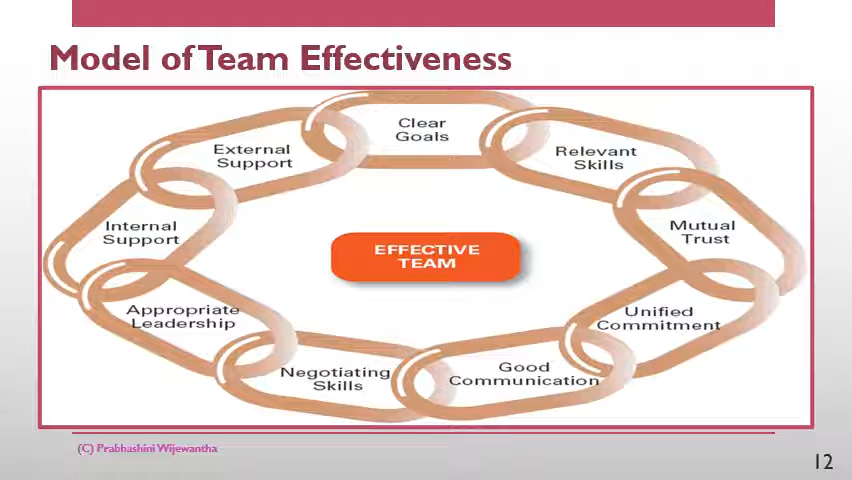 Model of Team Effectiveness
Clear
Goals
Relevant
Skills
Mutual
Trust
Unified
Commitment
Good
Communication
Negotiating
Skills
Appropriate
Leadership
Internal
Support
External
Support
EFFECTIVE
TEAM
(C) Prabhashini Wijewantha
12